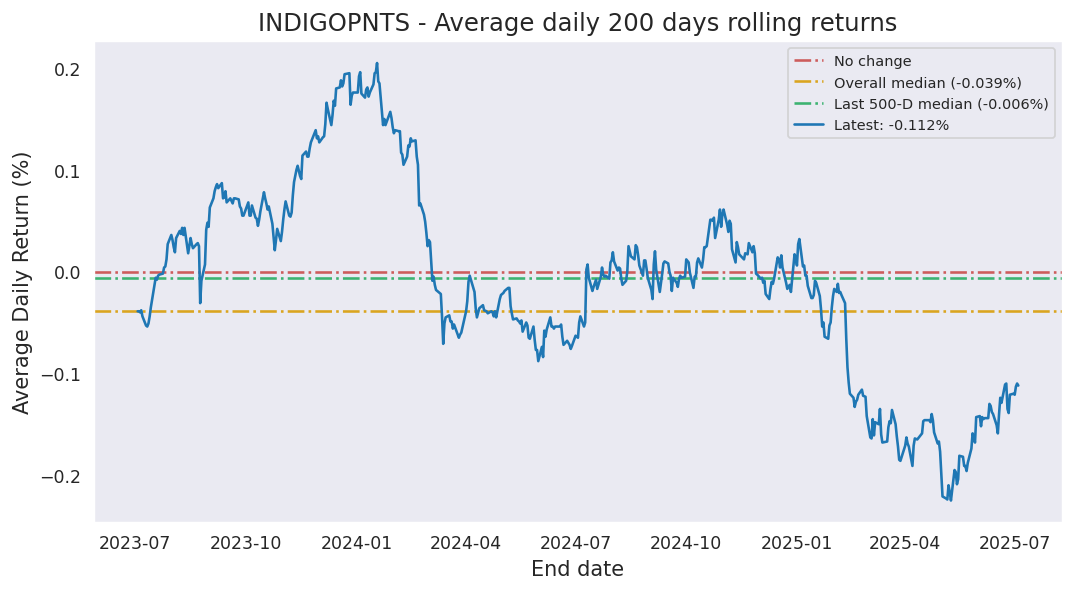 INDIGOPNTS - Average daily 200 days rolling returns
No change
Overall median (-0.039%)
Last 500-D median (-0.006%)
Latest: -0.112%
Average Daily Return (%)
0.2
0.1
0.0
−0.1
−0.2
2023-07 2023-10 2024-01 2024-04 2024-07 2024-10 2025-01 2025-04 2025-07
End date